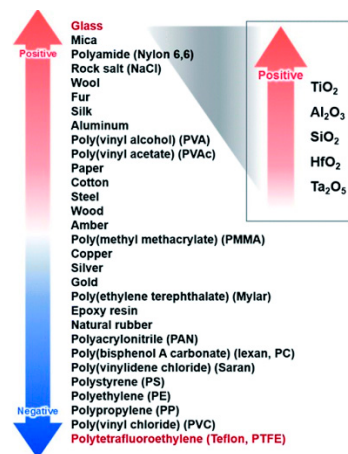 Positive
Glass
Mica
Polyamide (Nylon 6,6)
Rock salt (NaCl)
Wool
Fur
Silk
Aluminum
Poly(vinyl alcohol) (PVA)
Poly(vinyl acetate) (PVAc)
Paper
Cotton
Steel
Wood
Amber
Poly(methyl methacrylate) (PMMA)
Copper
Silver
Gold
Poly(ethylene terephthalate) (Mylar)
Epoxy resin
Natural rubber
Polyacrylonitrile (PAN)
Poly(bisphenol A carbonate) (lexan, PC)
Poly(vinylidene chloride) (Saran)
Polystyrene (PS)
Polyethylene (PE)
Polypropylene (PP)
Poly(vinyl chloride) (PVC)
Polytetrafluoroethylene (Teflon, PTFE)
Negative
Positive
TiO₂
Al₂O₃
SiO₂
HfO₂
Ta₂O₅